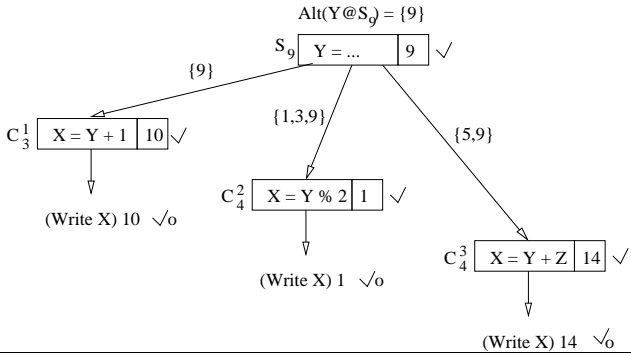 Alt(Y@S₉) = {9}
S₉ Y = ... 9 ✓
{9}
{1,3,9}
{5,9}
C¹₃ X = Y + 1 10 ✓
C²₄ X = Y % 2 1 ✓
(Write X) 10 ✓o
C³₄ X = Y + Z 14 ✓
(Write X) 1 ✓o
(Write X) 14 ✓o